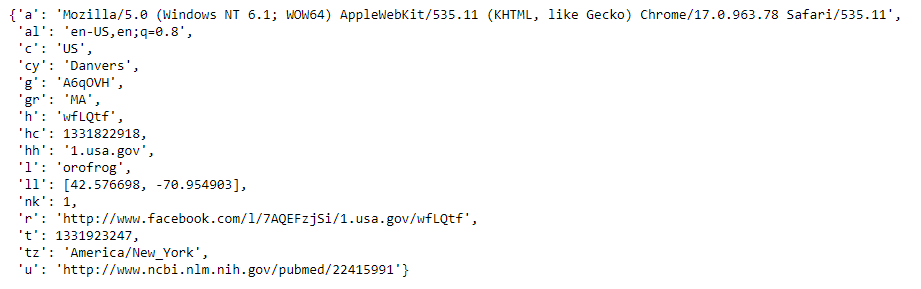 {'a': 'Mozilla/5.0 (Windows NT 6.1; WOW64) AppleWebKit/535.11 (KHTML, like Gecko) Chrome/17.0.963.78 Safari/535.11',
'al': 'en-US,en;q=0.8',
'c': 'US',
'cy': 'Danvers',
'g': 'A6qOVH',
'gr': 'MA',
'h': 'wfLQtf',
'hc': 1331822918,
'hh': '1.usa.gov',
'l': 'orofrog',
'll': [42.576698, -70.954903],
'nk': 1,
'r': 'http://www.facebook.com/l/7AQEFzjSi/1.usa.gov/wfLQtf',
't': 1331923247,
'tz': 'America/New_York',
'u': 'http://www.ncbi.nlm.nih.gov/pubmed/22415991'}